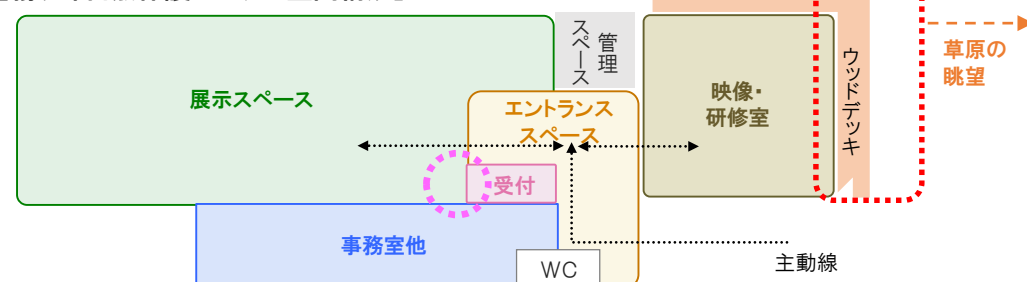 展示スペース
管理
スペース
エントランス
スペース
受付
事務室他
WC
映像・
研修室
ウッドデッキ
草原の
眺望
主動線